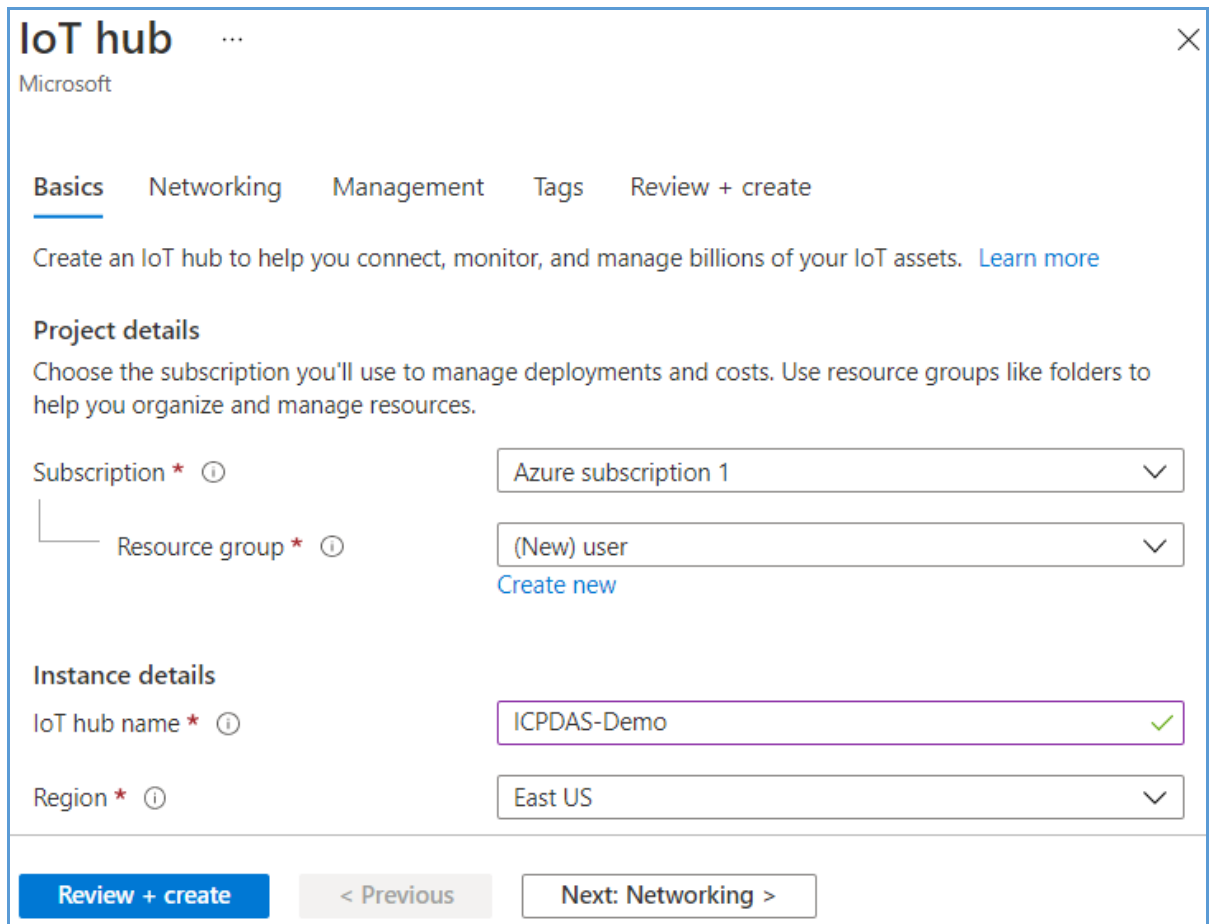 IoT hub ...
Microsoft
Basics Networking Management Tags Review + create
Create an IoT hub to help you connect, monitor, and manage billions of your IoT assets. Learn more
Project details
Choose the subscription you'll use to manage deployments and costs. Use resource groups like folders to
help you organize and manage resources.
Subscription * Azure subscription 1
Resource group * (New) user
Create new
Instance details
IoT hub name * ICPDAS-Demo
Region * East US
Review + create < Previous Next: Networking >